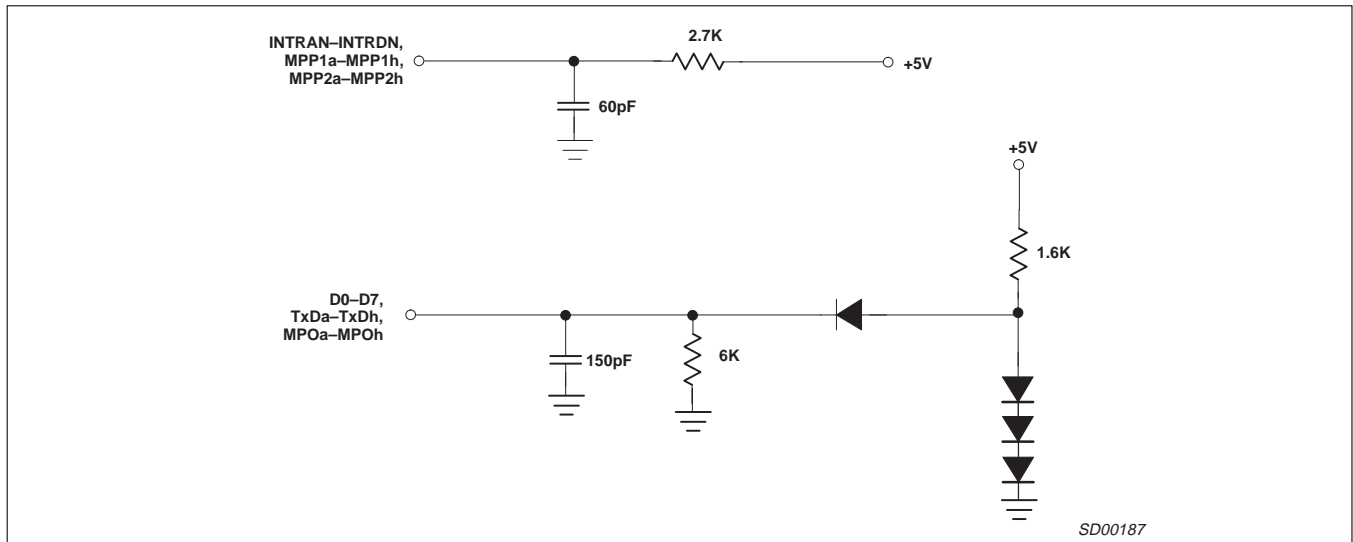 INTRAN–INTRDN,
MPP1a–MPP1h,
MPP2a–MPP2h
2.7K
+5V
60pF
+5V
1.6K
D0–D7,
TxDa–TxDh,
MPOa–MPOh
150pF
6K
SD00187